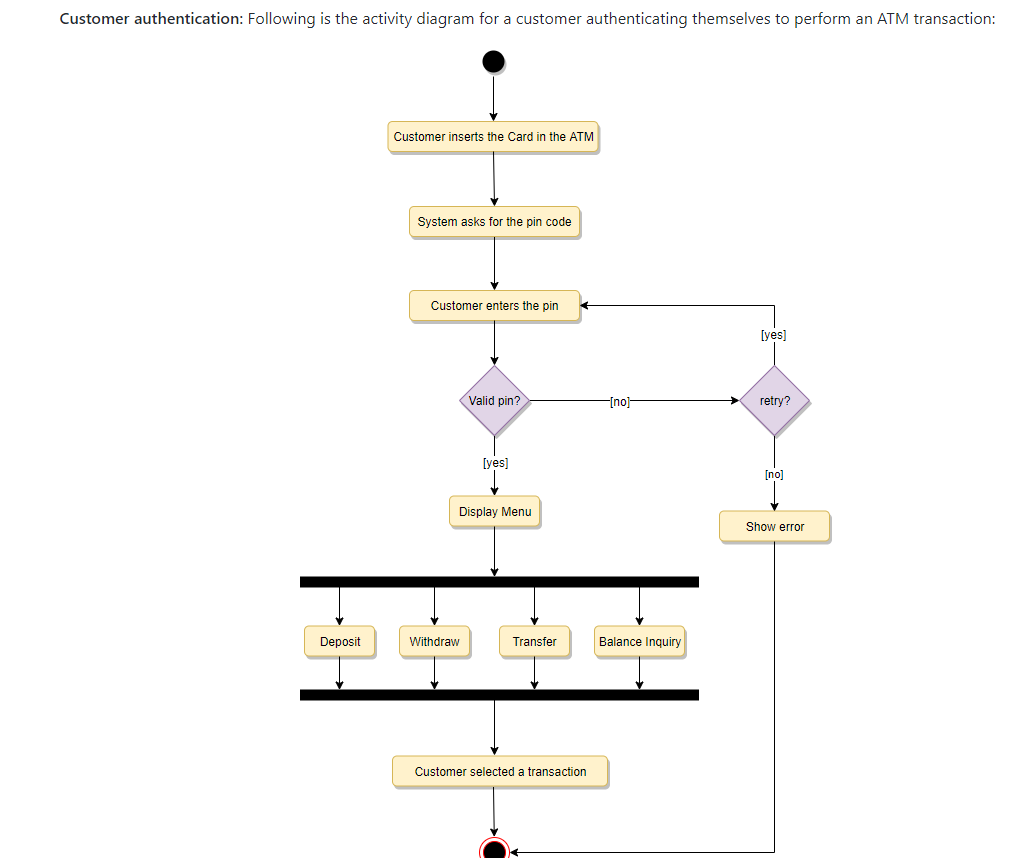 Customer authentication: Following is the activity diagram for a customer authenticating themselves to perform an ATM transaction:
Customer inserts the Card in the ATM
System asks for the pin code
Customer enters the pin
[yes]
Valid pin?
[no]
retry?
[yes]
[no]
Display Menu
Show error
Deposit
Withdraw
Transfer
Balance Inquiry
Customer selected a transaction